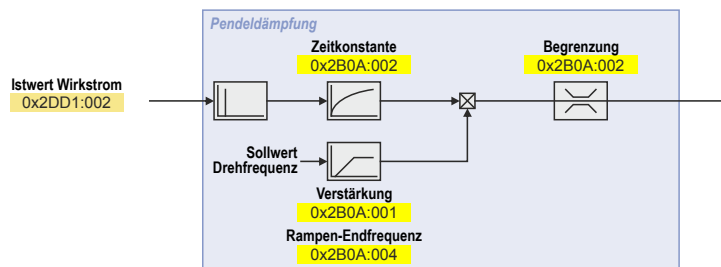 Pendeldämpfung
Zeitkonstante
0x2B0A:002
Begrenzung
0x2B0A:002
Istwert Wirkstrom
0x2DD1:002
Sollwert
Drehfrequenz
Verstärkung
0x2B0A:001
Rampen-Endfrequenz
0x2B0A:004